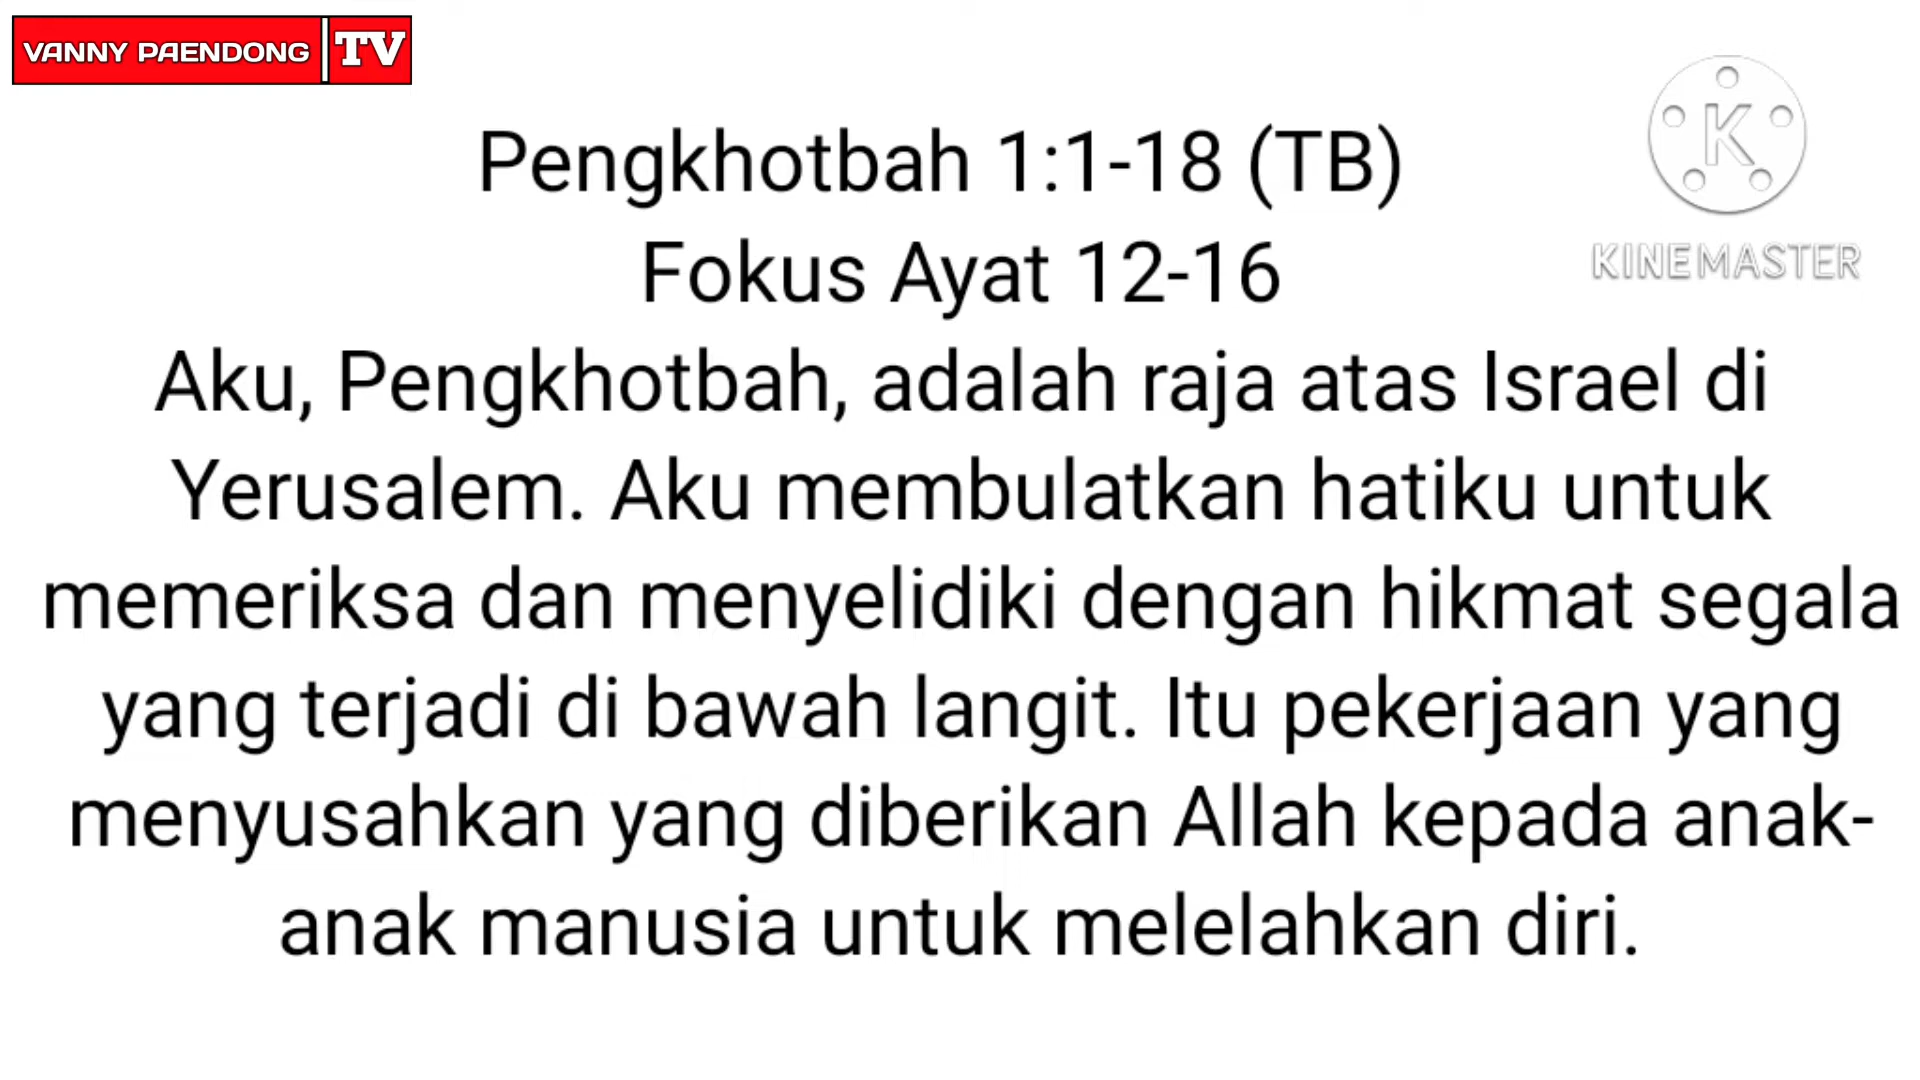 VANNY PAENDONG TV
K
KINEMASTER
Pengkhotbah 1:1-18 (TB)
Fokus Ayat 12-16
Aku, Pengkhotbah, adalah raja atas Israel di
Yerusalem. Aku membulatkan hatiku untuk
memeriksa dan menyelidiki dengan hikmat segala
yang terjadi di bawah langit. Itu pekerjaan yang
menyusahkan yang diberikan Allah kepada anak-
anak manusia untuk melelahkan diri.